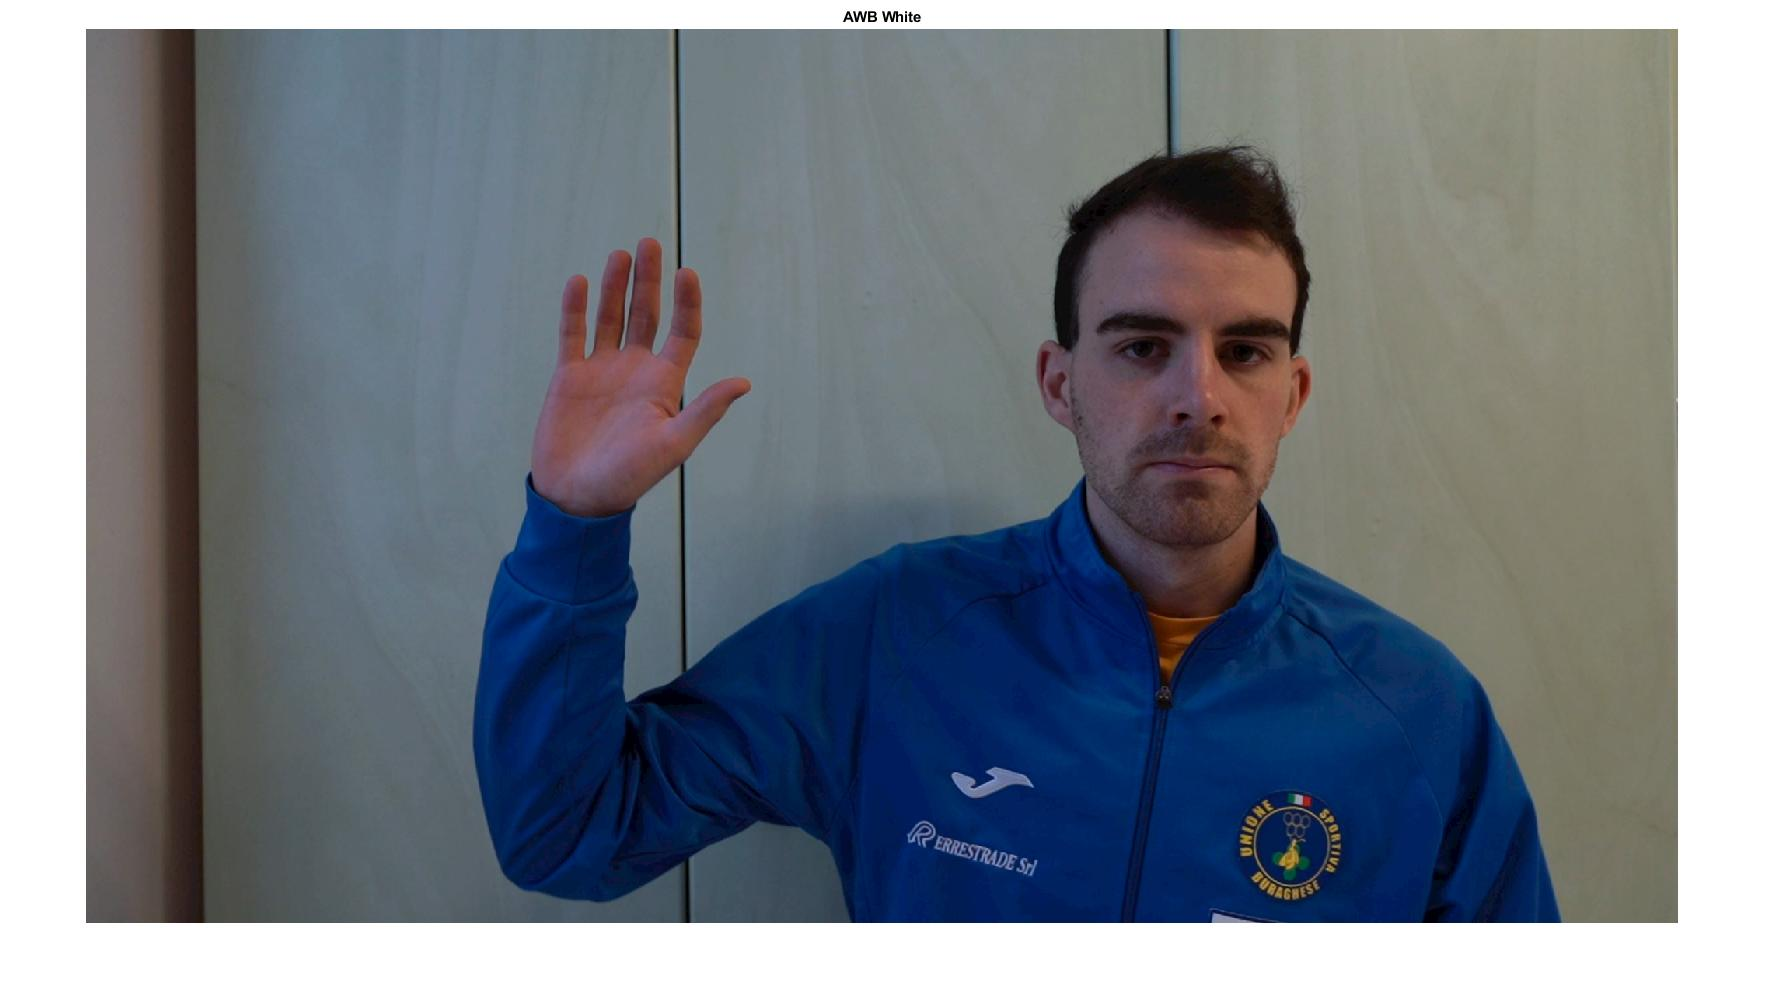 AWB White
ERRESTRADE Srl
UNIONE SPORTIVA
BURAGHESE